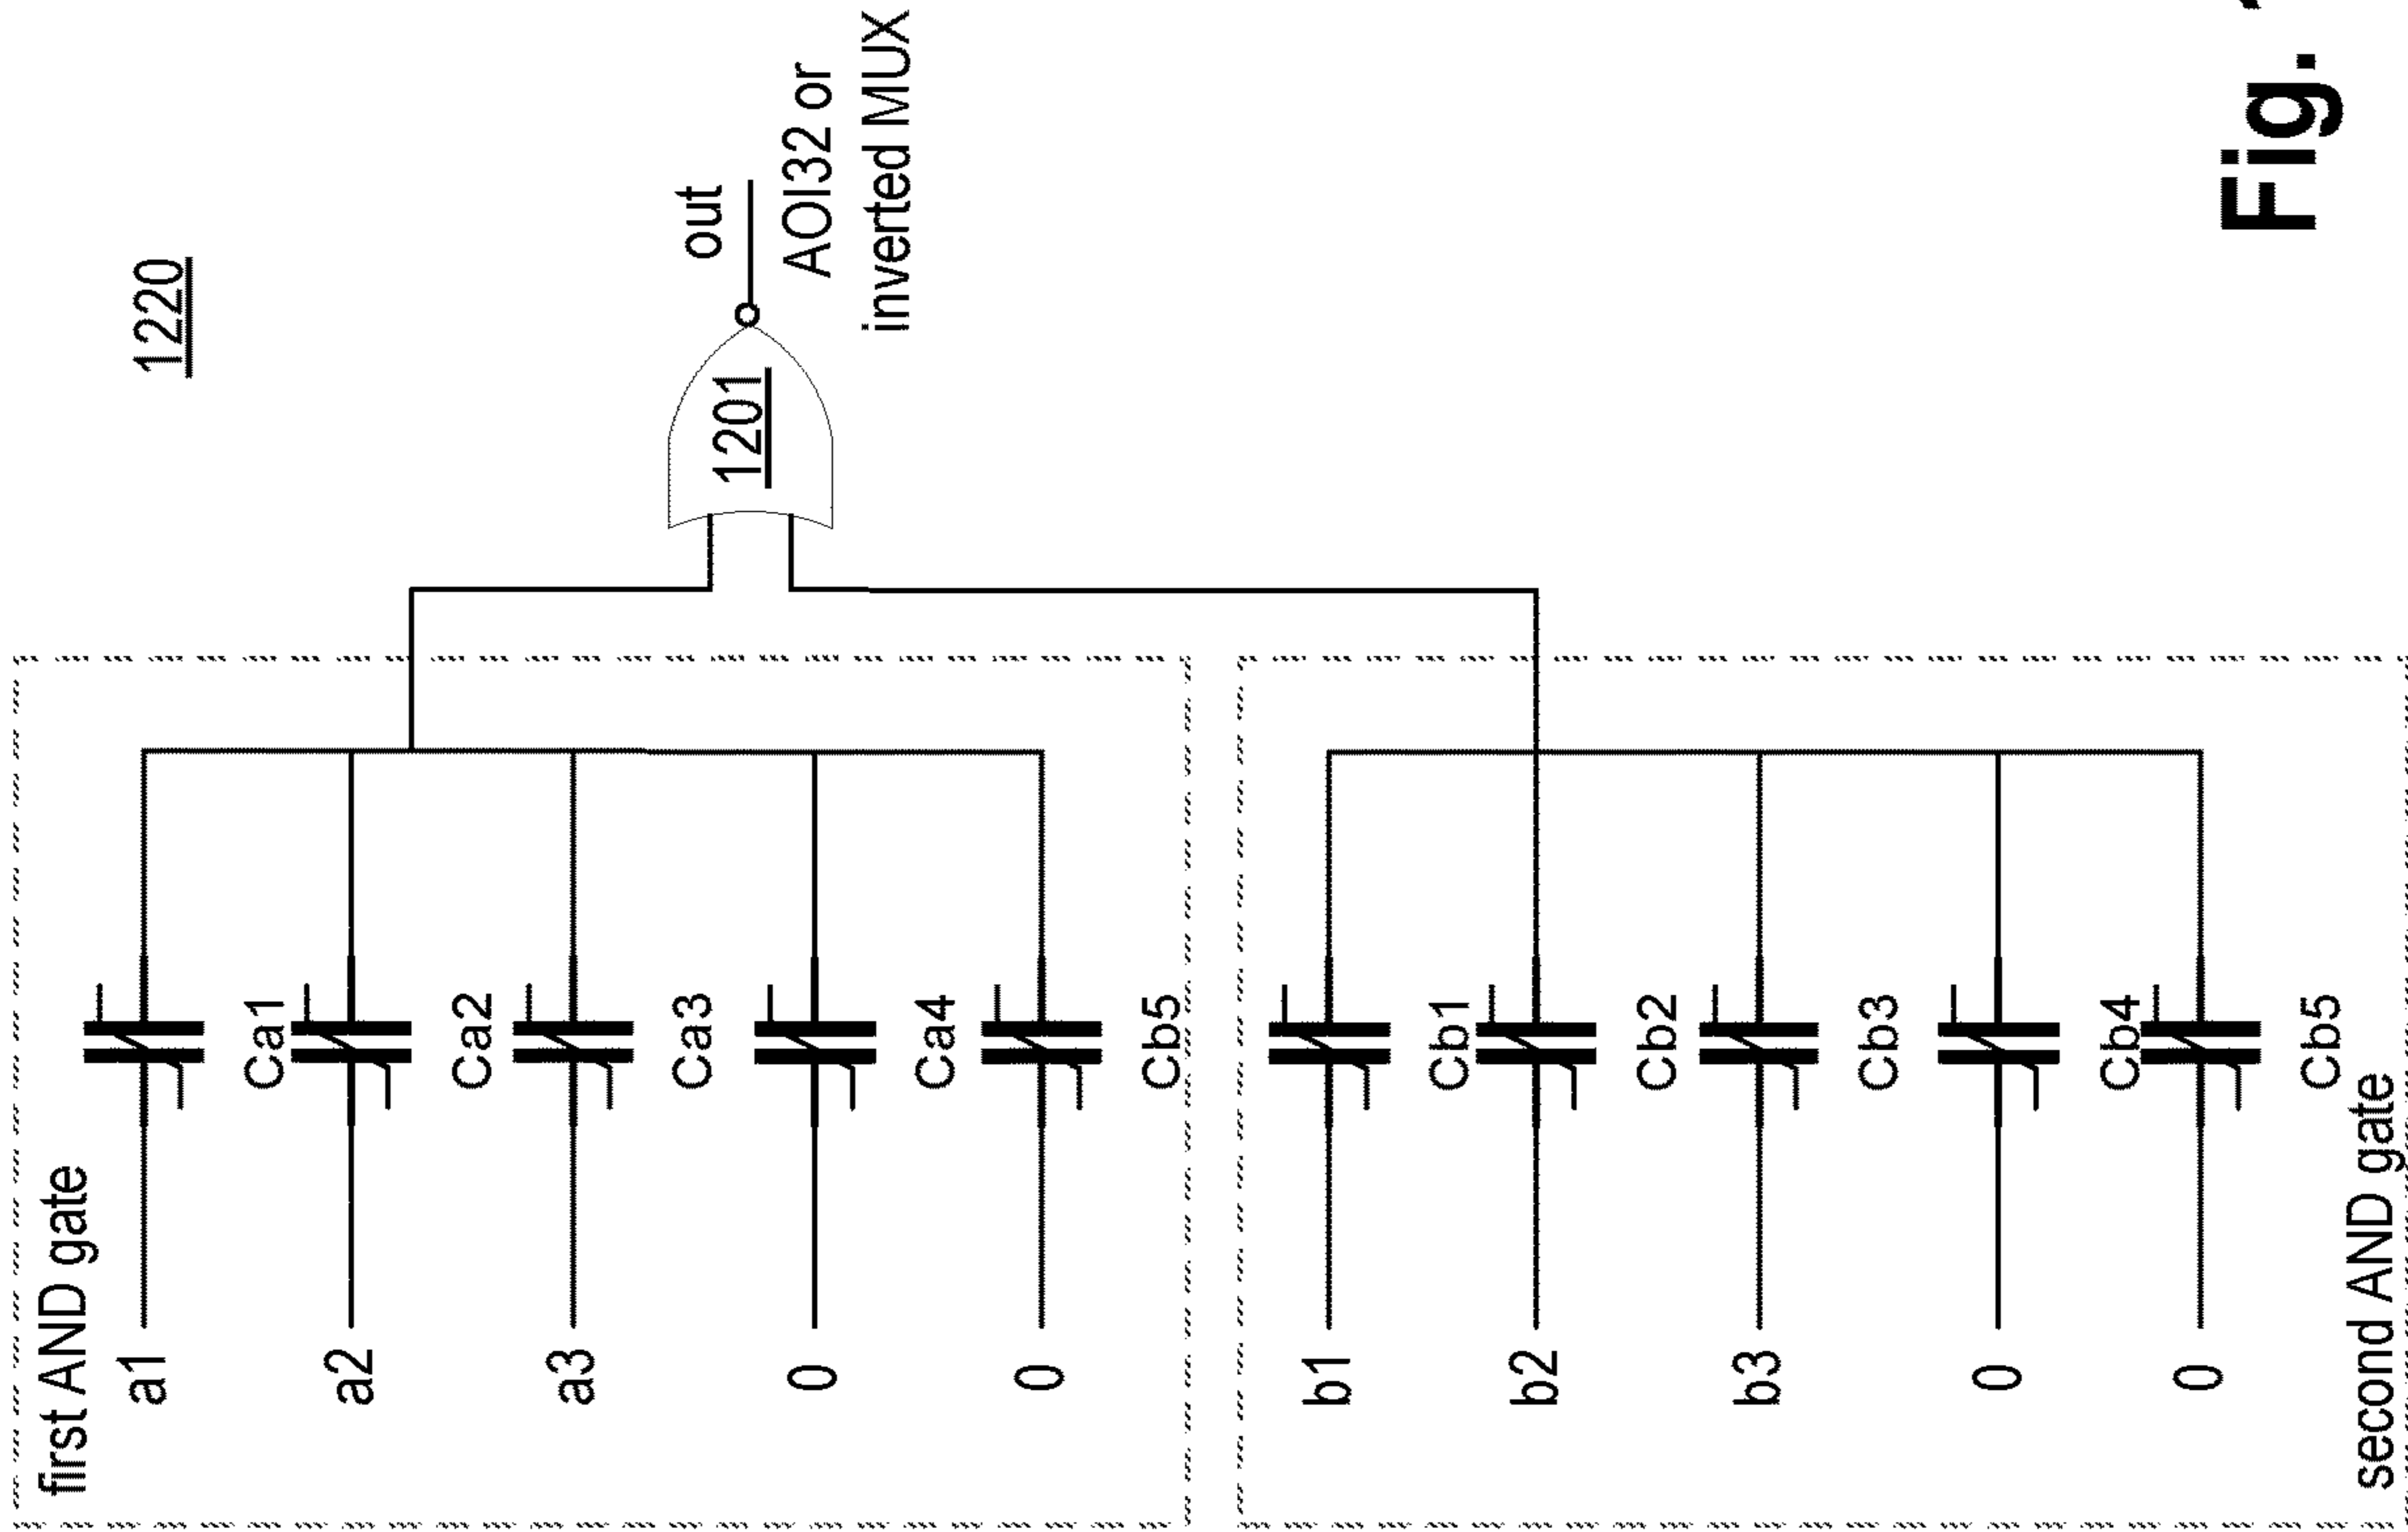 1220
first AND gate
a1
Ca1
a2
Ca2
a3
Ca3
0
Ca4
0
Cb5
1201
out
AOI32 or
inverted MUX
b1
Cb1
b2
Cb2
b3
Cb3
0
Cb4
0
Cb5
second AND gate
Fig.